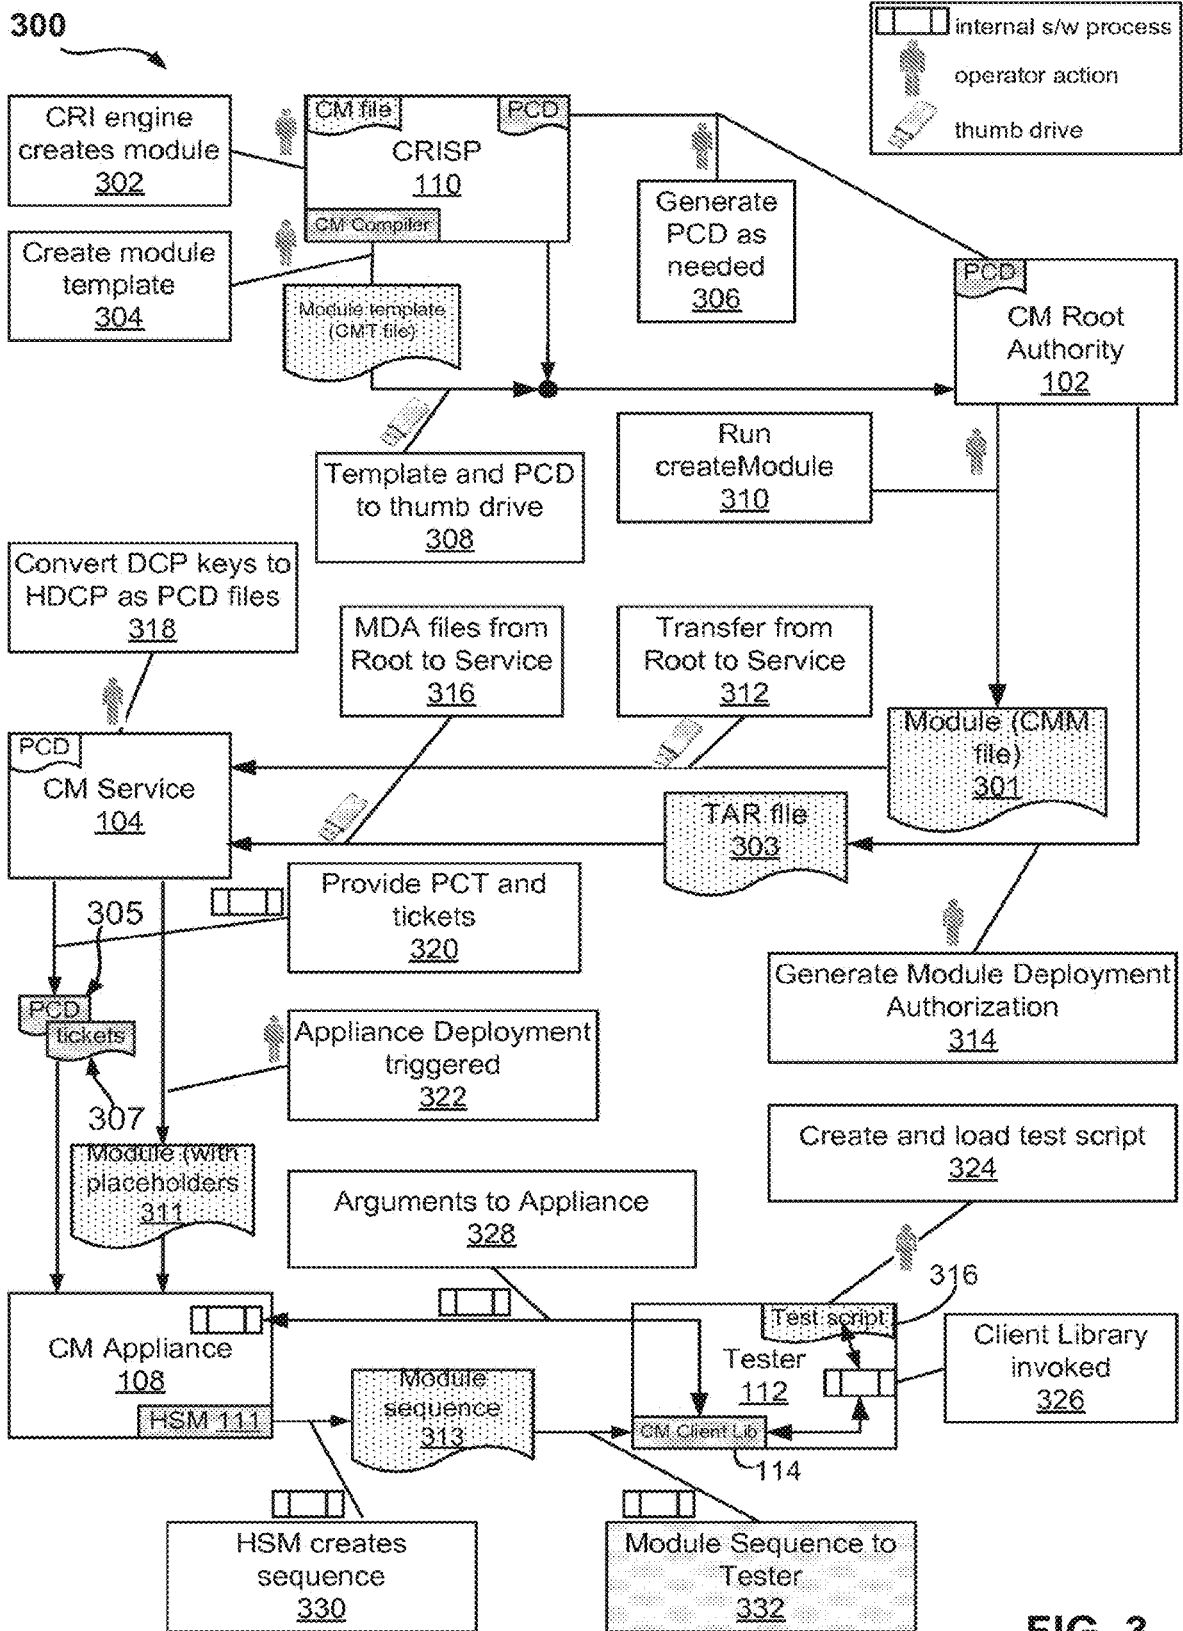 300
internal s/w process
operator action
thumb drive
CRI engine
creates module
302
CM file
PCD
CRISP
110
CM Compiler
Create module
template
304
Generate
PCD as
needed
306
Module template
(CMT file)
PCD
CM Root
Authority
102
Template and PCD
to thumb drive
308
Run
createModule
310
Convert DCP keys to
HDCP as PCD files
318
MDA files from
Root to Service
316
Transfer from
Root to Service
312
Module (CMM
file)
301
PCD
CM Service
104
TAR file
303
Provide PCT and
tickets
320
305
PCD
tickets
307
Generate Module Deployment
Authorization
314
Appliance Deployment
triggered
322
Module (with
placeholders
311
Create and load test script
324
Arguments to Appliance
328
316
CM Appliance
108
HSM 111
Module
sequence
313
Test script
Tester
112
CM Client Lib
114
Client Library
invoked
326
HSM creates
sequence
330
Module Sequence to
Tester
332
FIG. 3